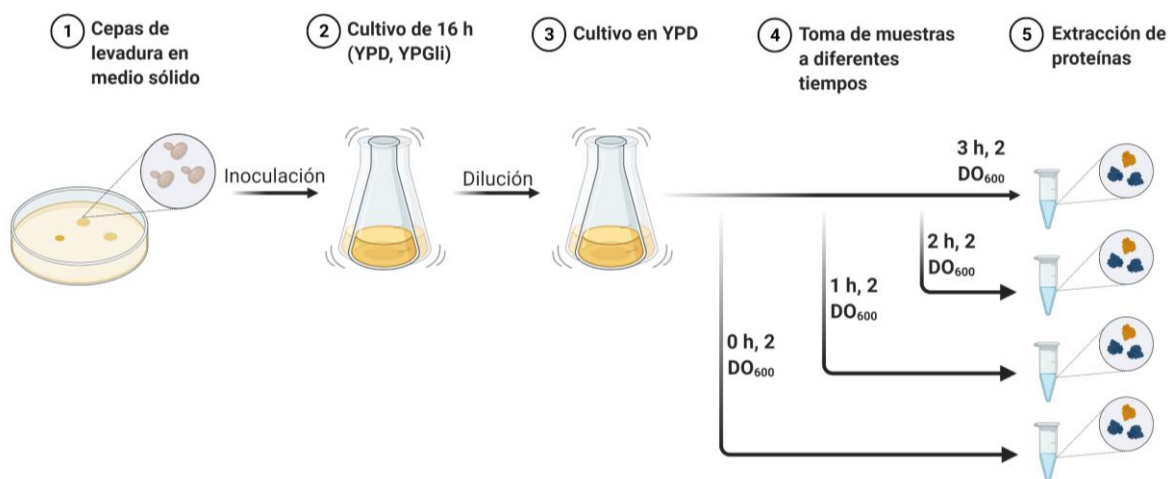 1 Cepas de
levadura en
medio sólido
2 Cultivo de 16 h
(YPD, YPGli)
3 Cultivo en YPD
4 Toma de muestras
a diferentes
tiempos
5 Extracción de
proteínas
Inoculación
Dilución
3 h, 2
DO₆₀₀
2 h, 2
DO₆₀₀
1 h, 2
DO₆₀₀
0 h, 2
DO₆₀₀